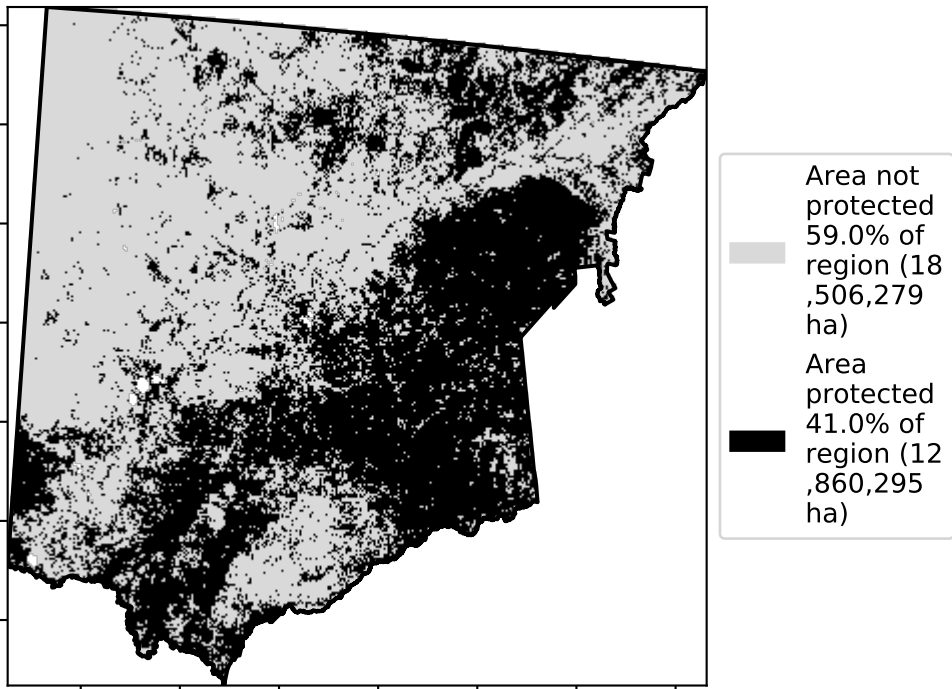 Area not
protected
59.0% of
region (18
,506,279
ha)
Area
protected
41.0% of
region (12
,860,295
ha)